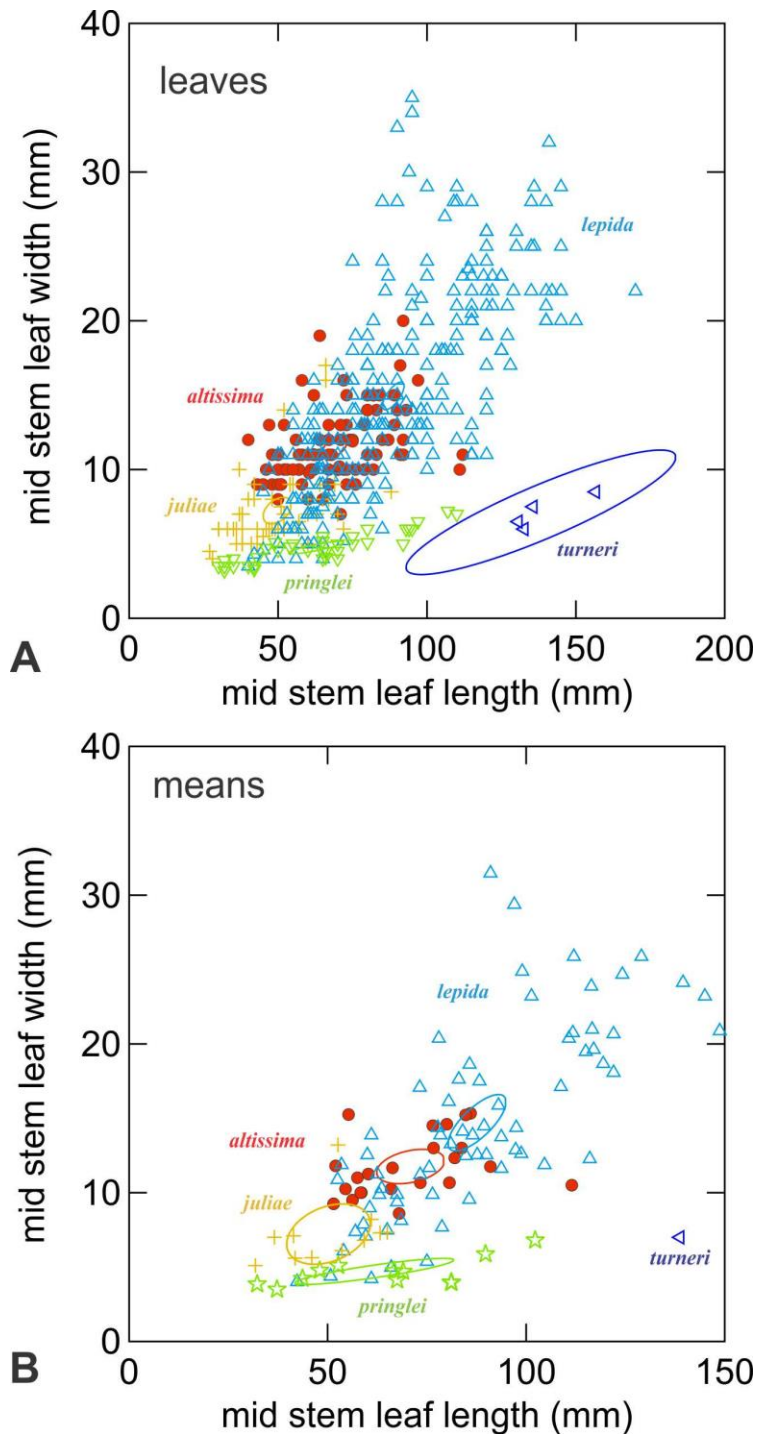 40
leaves
30
mid stem leaf width (mm)
lepida
20
altissima
10
juliae
pringlei
turneri
0
0 50 100 150 200
A
mid stem leaf length (mm)
40
means
30
mid stem leaf width (mm)
lepida
20
altissima
10
juliae
turneri
pringlei
0
0 50 100 150
B
mid stem leaf length (mm)